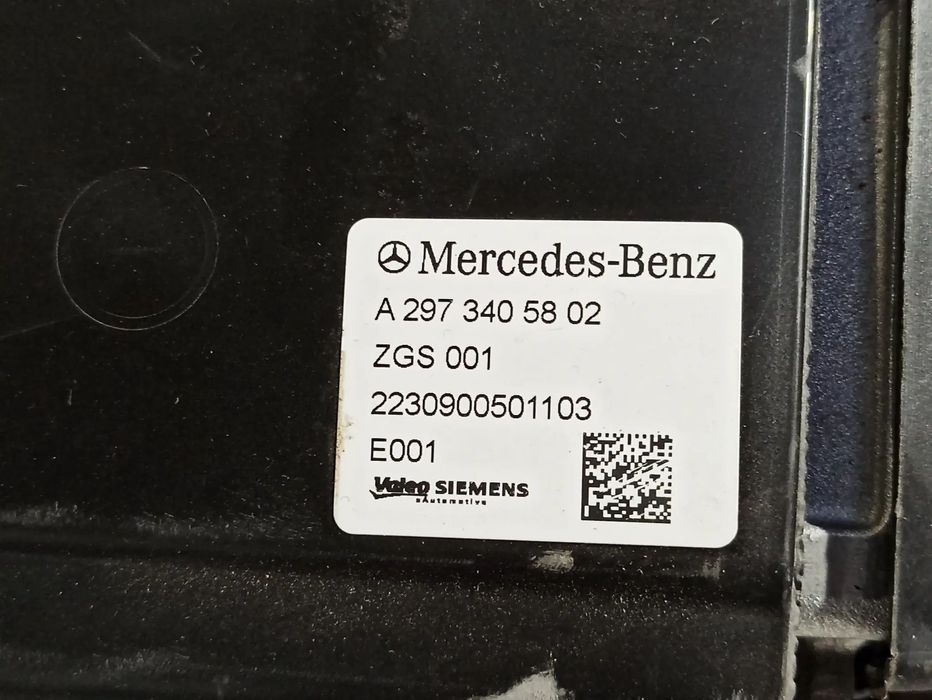 Mercedes-Benz
A 297 340 58 02
ZGS 001
2230900501103
E001
Valeo SIEMENS
eAutomotive